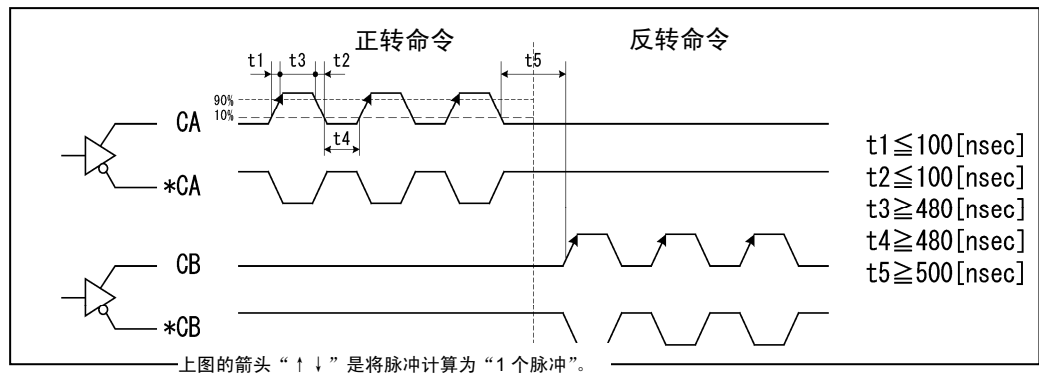 正转命令 反转命令
t1 t3 t2 t5
90%
10%
CA
t4
*CA
t1≦100[nsec]
t2≦100[nsec]
t3≧480[nsec]
t4≧480[nsec]
t5≧500[nsec]
CB
*CB
上图的箭头“↑↓”是将脉冲计算为“1个脉冲”。